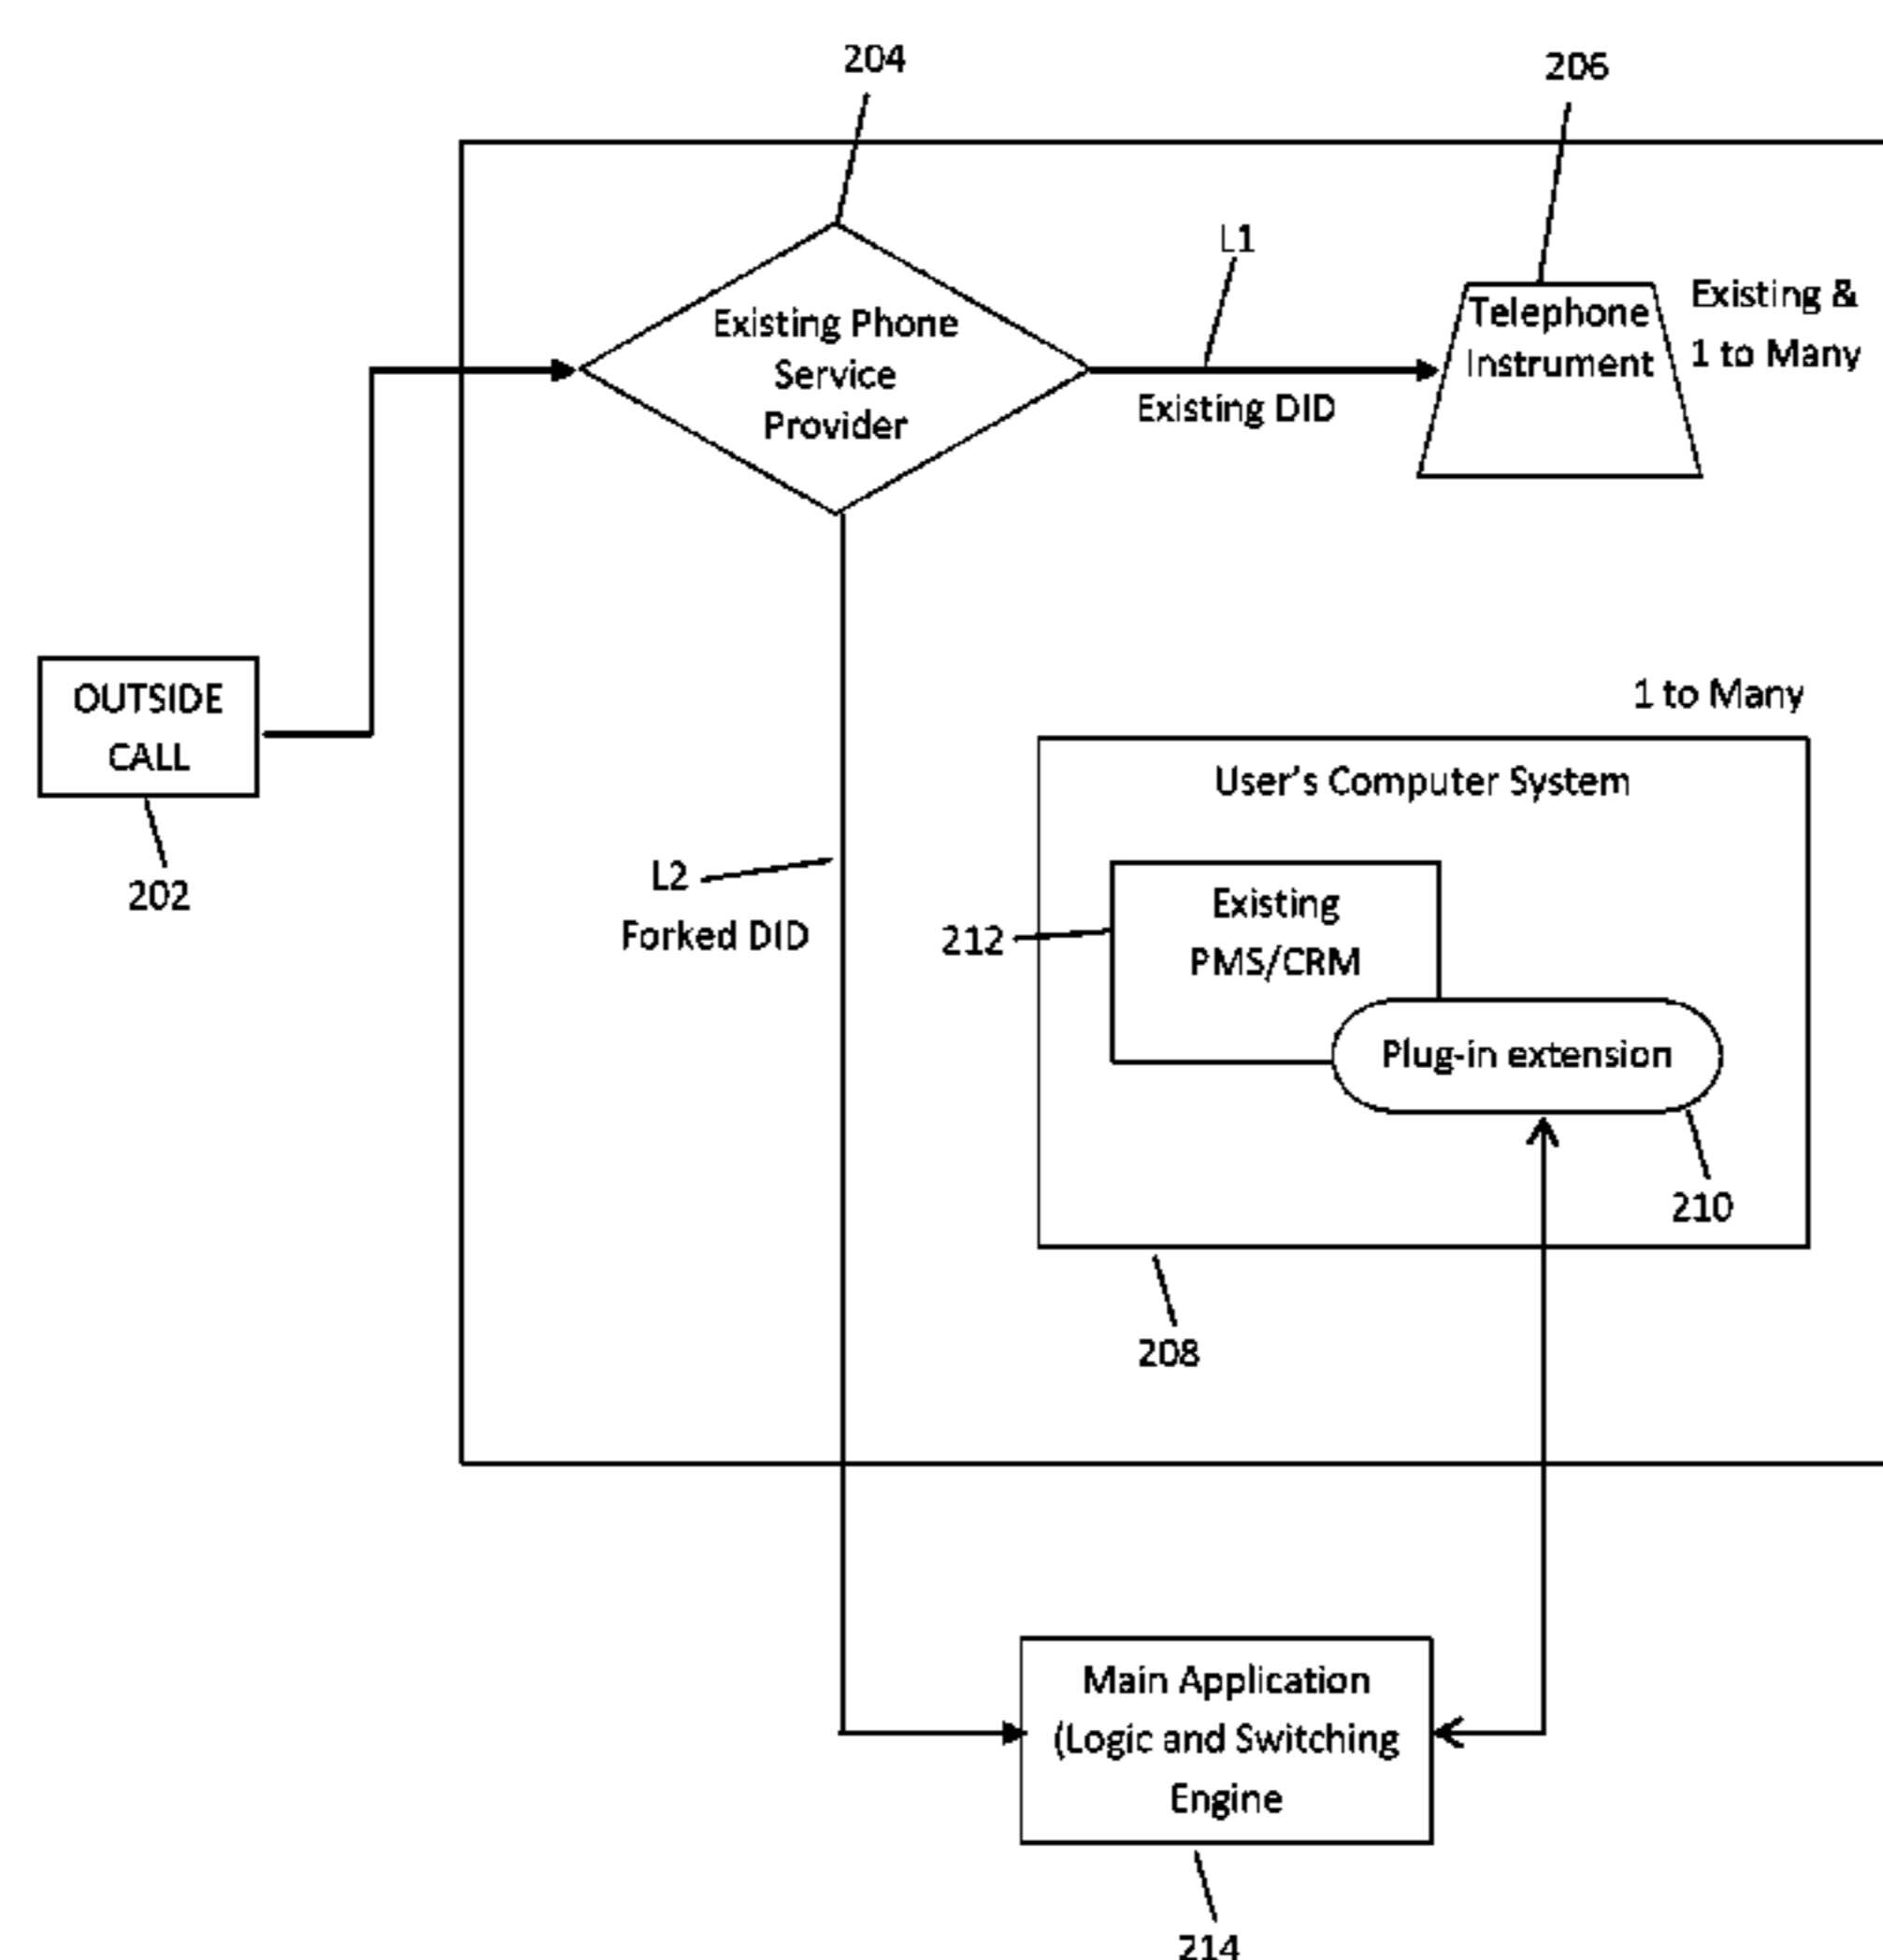 204
206
L1
Existing Phone
Service
Provider
Existing DID
Telephone
Instrument
Existing &
1 to Many
OUTSIDE
CALL
202
L2
Forked DID
1 to Many
User's Computer System
Existing
PMS/CRM
212
Plug-in extension
210
208
Main Application
(Logic and Switching
Engine
214